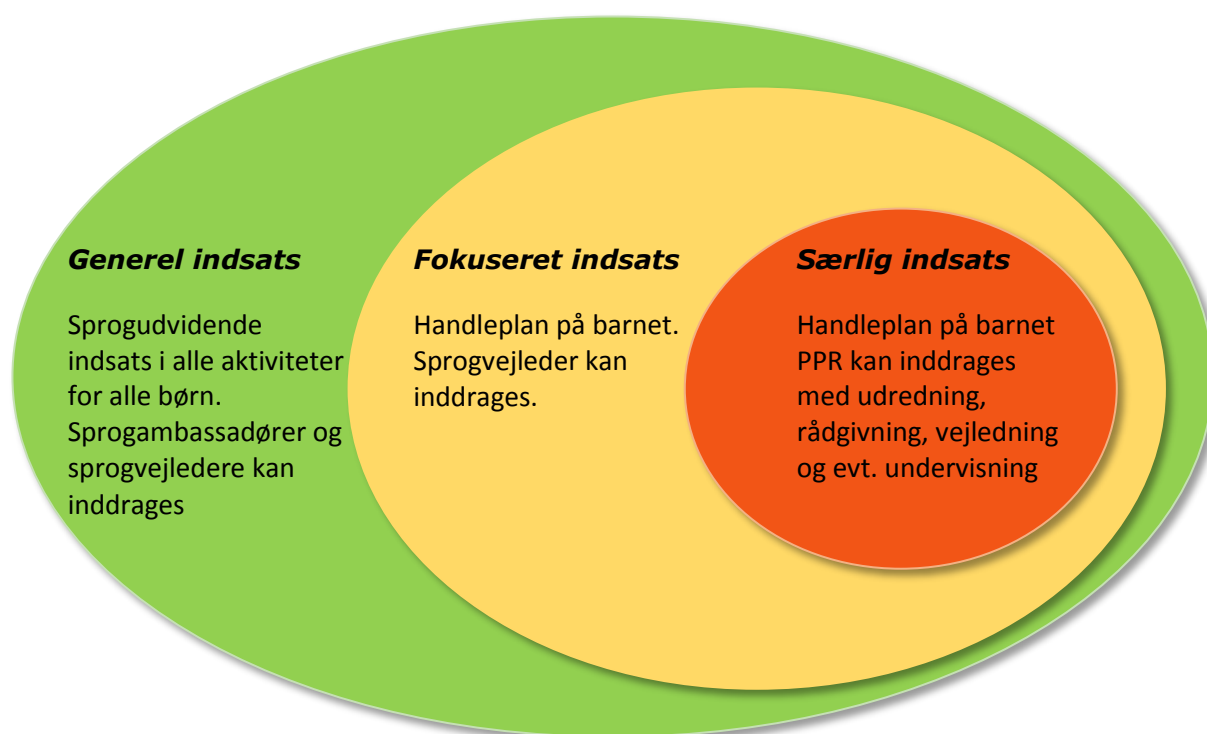 Generel indsats
Sprogudvidende
indsats i alle aktiviteter
for alle børn.
Sprogambassadører og
sprogvejledere kan
inddrages
Fokuseret indsats
Handleplan på barnet.
Sprogvejleder kan
inddrages.
Særlig indsats
Handleplan på barnet
PPR kan inddrages
med udredning,
rådgivning, vejledning
og evt. undervisning